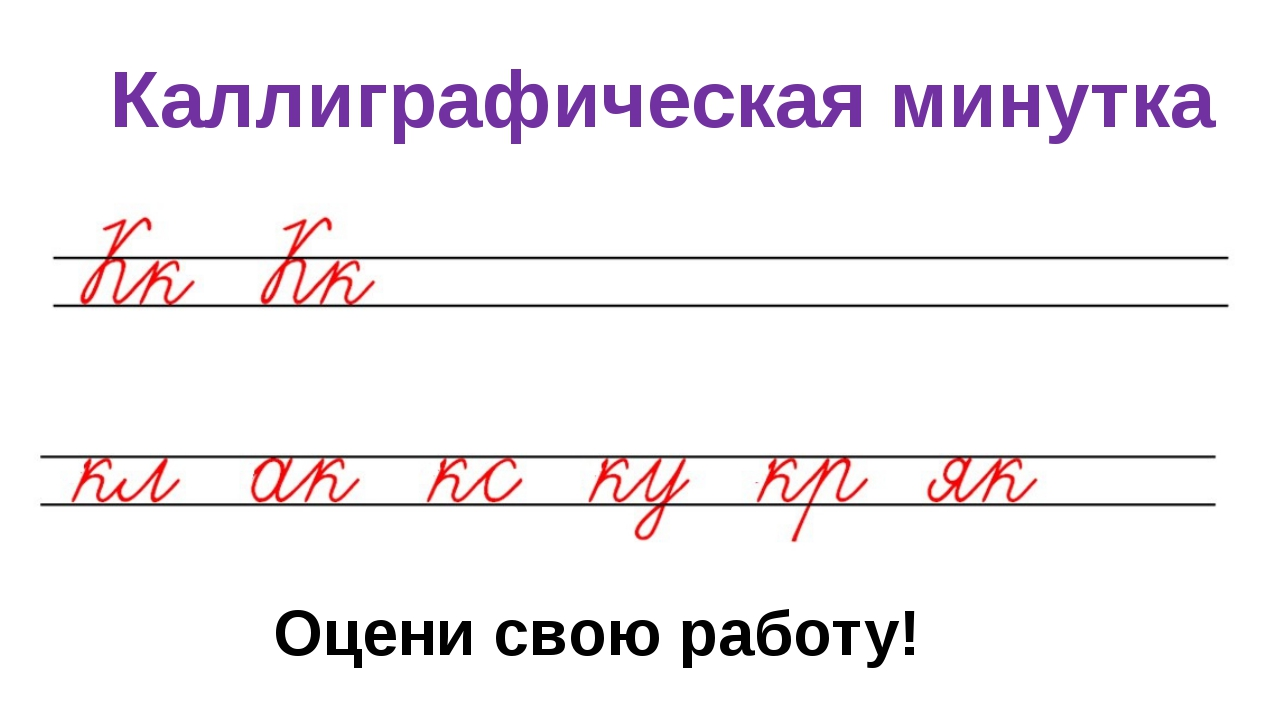 Каллиграфическая минутка
Кк Кк
кл ак кс ку кр як
Оцени свою работу!